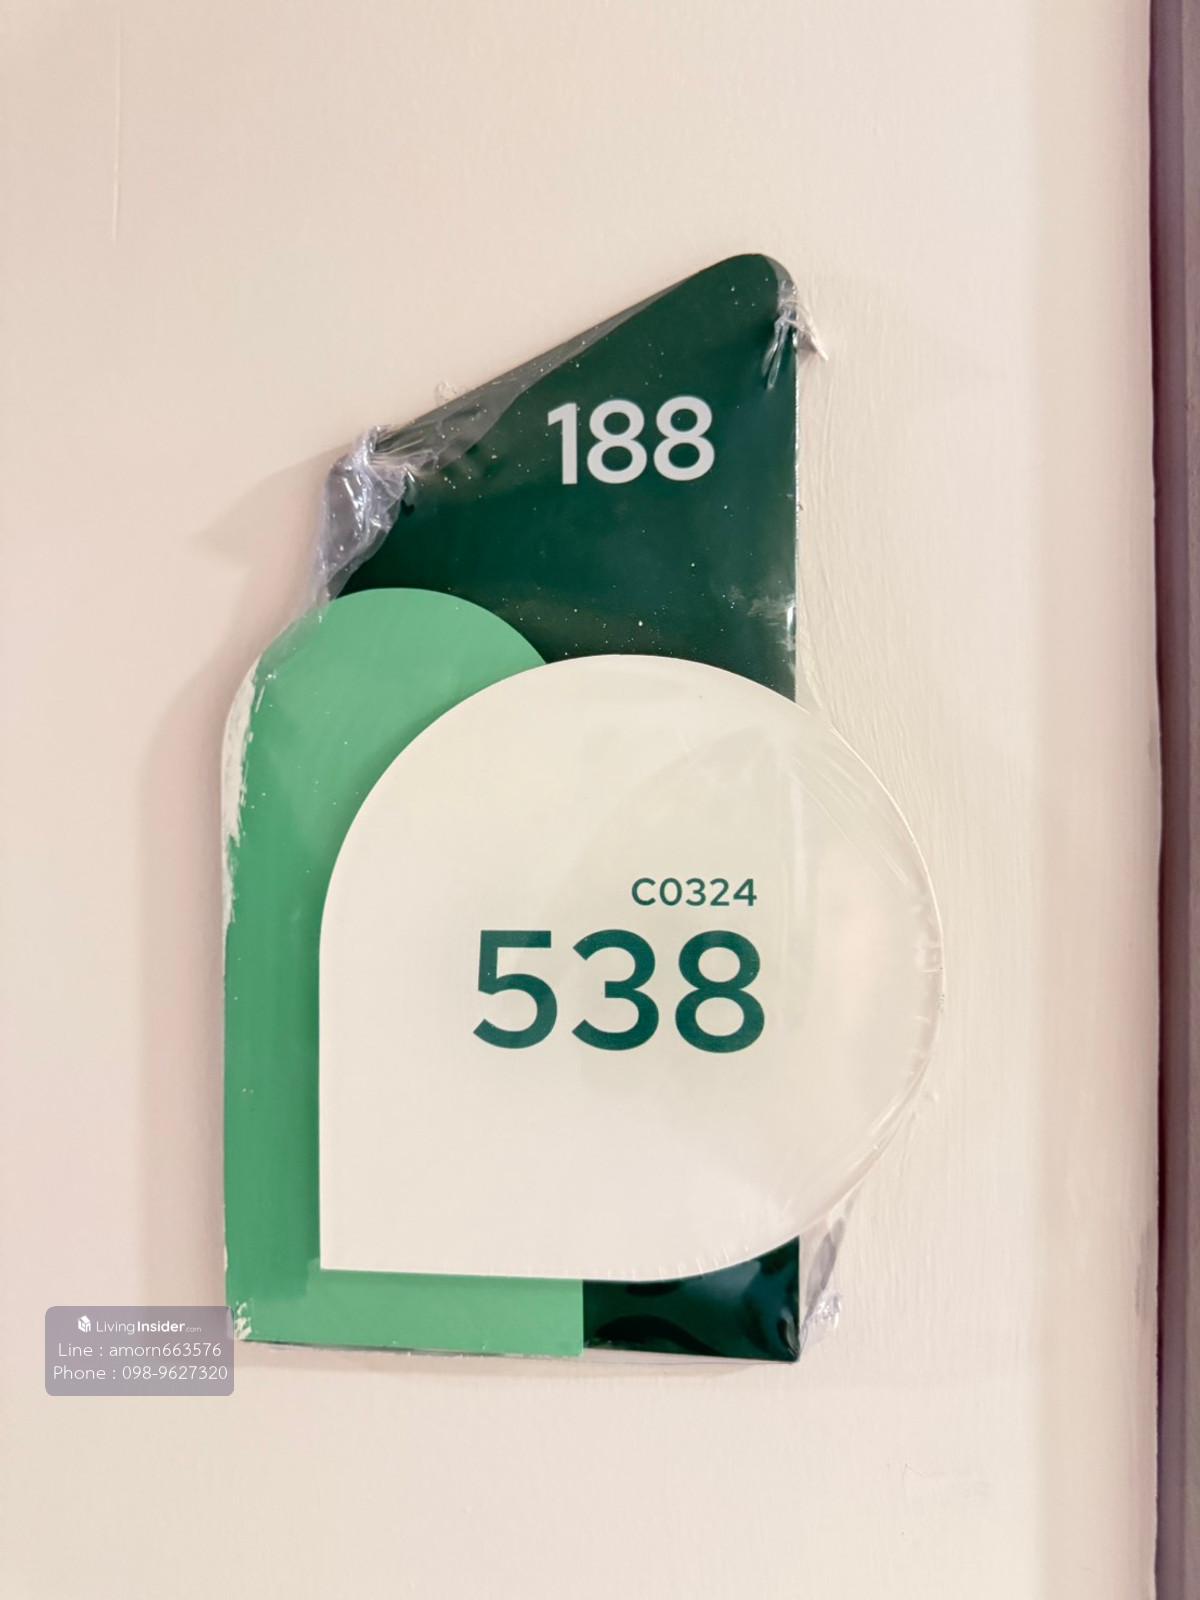 188
C0324
538
LivingInsider.com
Line : amorn663576
Phone : 098-9627320